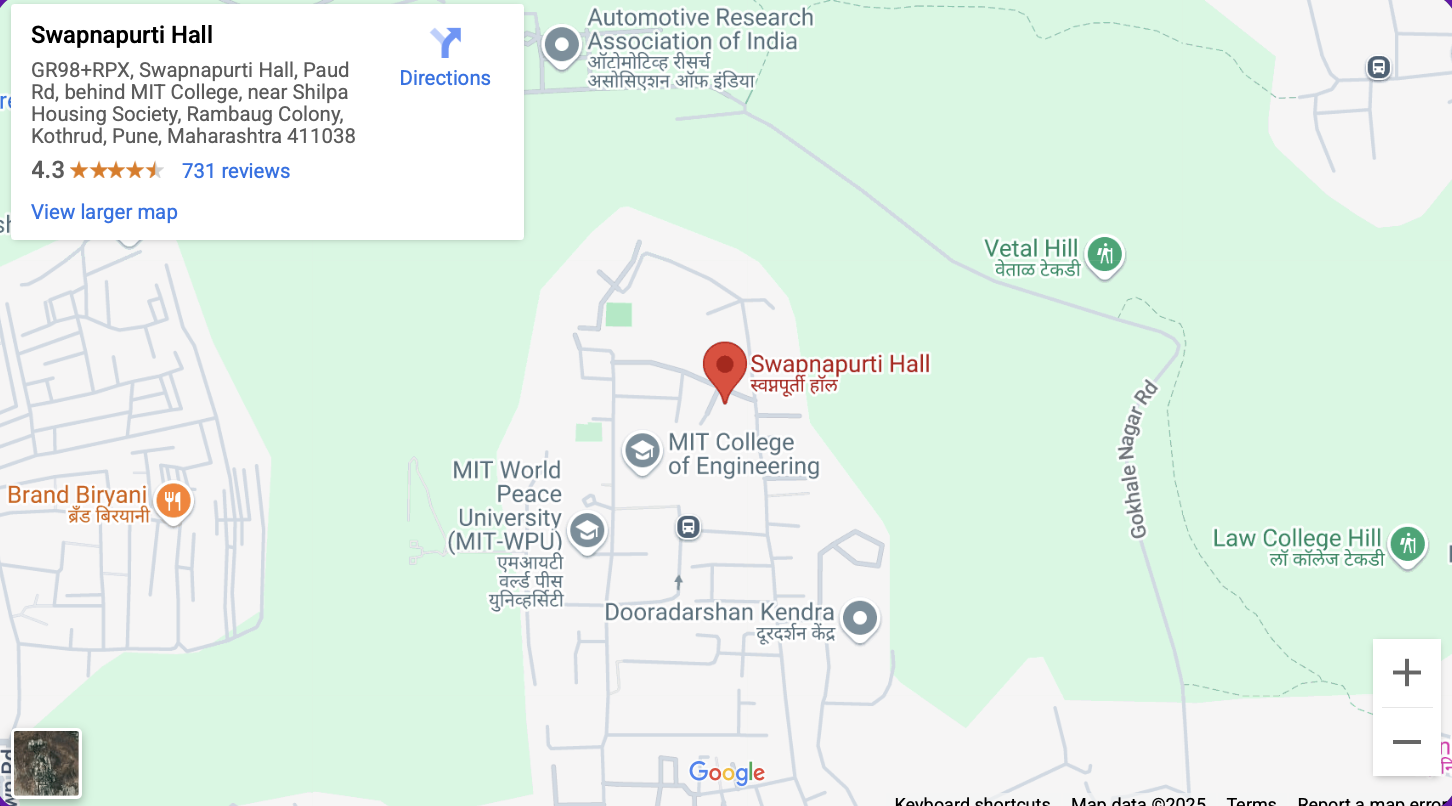 Swapnapurti Hall
GR98+RPX, Swapnapurti Hall, Paud
Rd, behind MIT College, near Shilpa
Housing Society, Rambaug Colony,
Kothrud, Pune, Maharashtra 411038
4.3
731 reviews
View larger map
Directions
Automotive Research
Association of India
ऑटोमोटिव्ह रीसर्च
असोसिएशन ऑफ इंडिया
Vetal Hill
वेताळ टेकडी
Swapnapurti Hall
स्वप्नपूर्ती हॉल
Gokhale Nagar Rd
MIT College
of Engineering
MIT World
Peace
University
(MIT-WPU)
एमआयटी
वर्ल्ड पीस
युनिव्हर्सिटी
Brand Biryani
ब्रँड बिरयानी
Law College Hill
लॉ कॉलेज टेकडी
Dooradarshan Kendra
दूरदर्शन केंद्र
Google
Keyboard shortcuts
Map data ©2025
Terms
Report a map error